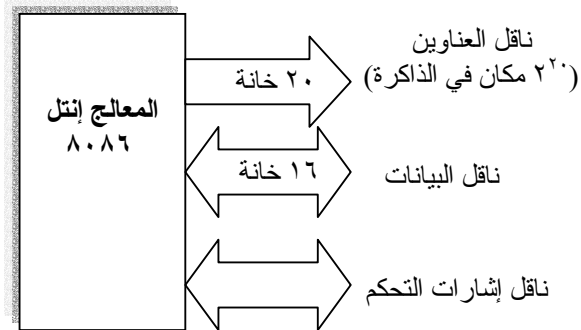 ناقل العناوين
(٢٢٠ مكان في الذاكرة)
٢٠ خانة
المعالج إنتل
٨٠٨٦
١٦ خانة
ناقل البيانات
ناقل إشارات التحكم